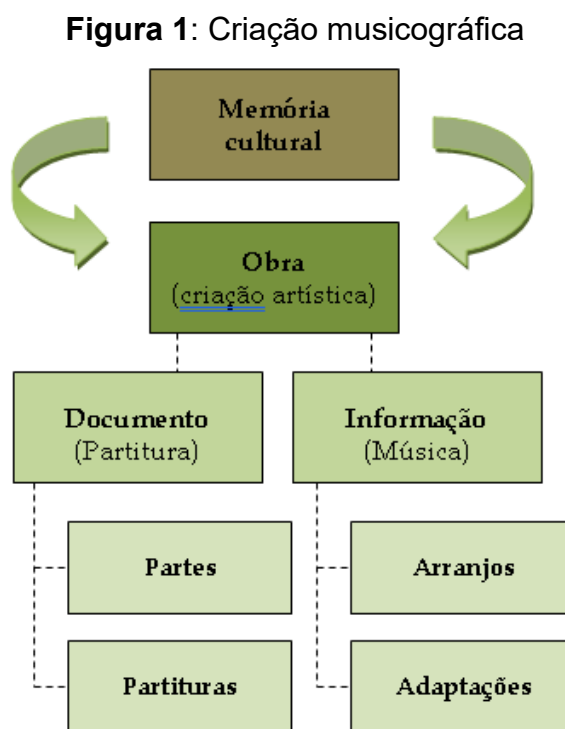 Figura 1: Criação musicográfica
Memória
cultural
Obra
(criação artística)
Documento
(Partitura)
Informação
(Música)
Partes
Arranjos
Partituras
Adaptações